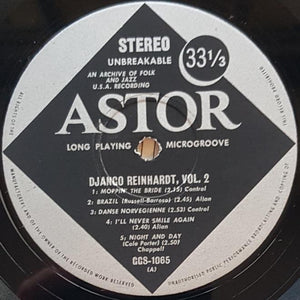 STEREO
UNBREAKABLE
33⅓
AN ARCHIVE OF FOLK
AND JAZZ
U.S.A. RECORDING
ASTOR
LONG PLAYING MICROGROOVE
DJANGO REINHARDT, VOL. 2
1. MOPPIN' THE BRIDE (2.35) Control
2. BRAZIL (Russell-Barroso) (2.45) Allan
3. DANSE NORVEGIENNE (2.53) Control
4. I'LL NEVER SMILE AGAIN
(2.40) Allan
5. NIGHT AND DAY
(Cole Porter) (2.50)
Chappell
GGS-1065
(A)